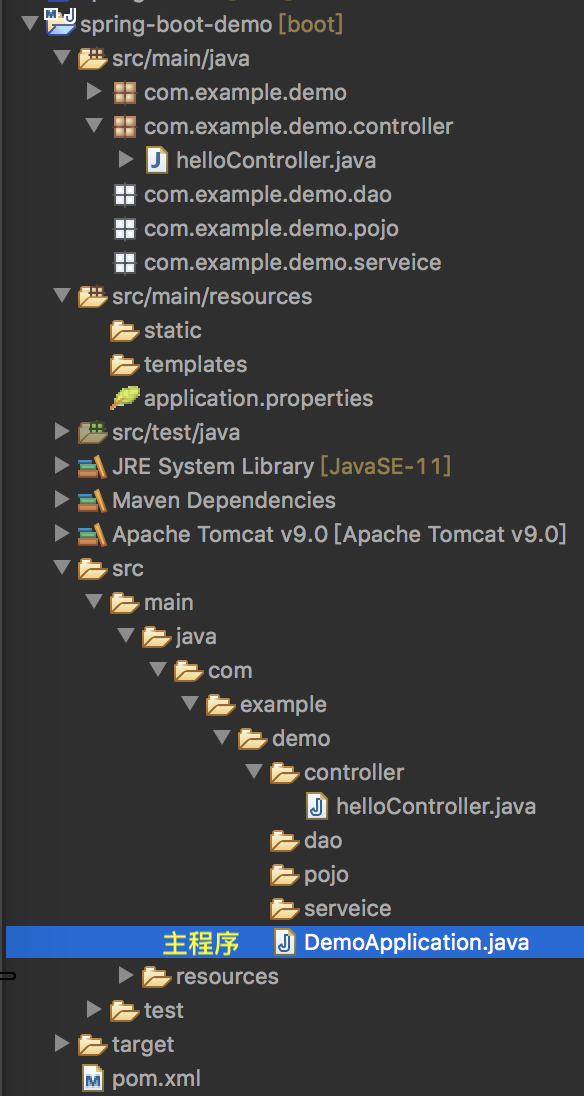 spring-boot-demo [boot]
src/main/java
com.example.demo
com.example.demo.controller
helloController.java
com.example.demo.dao
com.example.demo.pojo
com.example.demo.serveice
src/main/resources
static
templates
application.properties
src/test/java
JRE System Library [JavaSE-11]
Maven Dependencies
Apache Tomcat v9.0 [Apache Tomcat v9.0]
src
main
java
com
example
demo
controller
helloController.java
dao
pojo
serveice
主程序 DemoApplication.java
resources
test
target
pom.xml